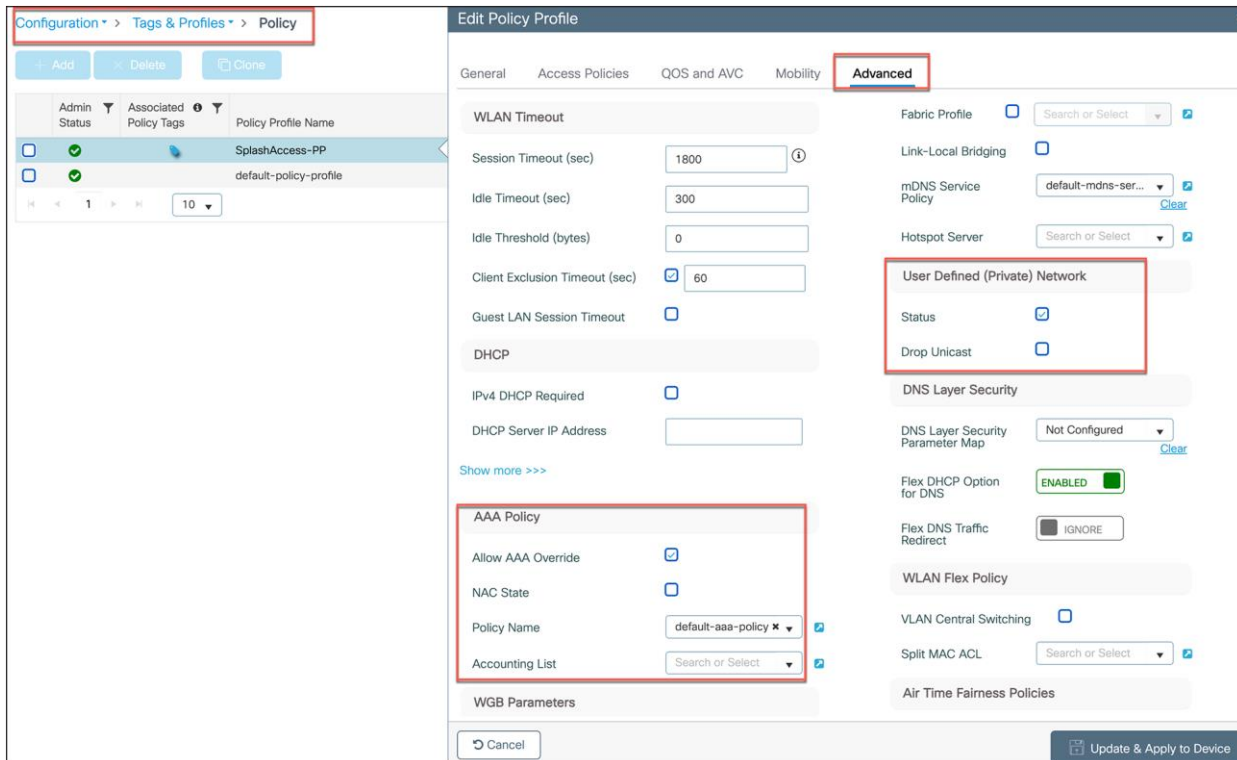 Configuration > Tags & Profiles > Policy
+ Add
× Delete
Clone
Admin Status
Associated Policy Tags
Policy Profile Name
SplashAccess-PP
default-policy-profile
1
10
Edit Policy Profile
General
Access Policies
QOS and AVC
Mobility
Advanced
WLAN Timeout
Session Timeout (sec)
1800
Idle Timeout (sec)
300
Idle Threshold (bytes)
0
Client Exclusion Timeout (sec)
60
Guest LAN Session Timeout
DHCP
IPv4 DHCP Required
DHCP Server IP Address
Show more >>>
AAA Policy
Allow AAA Override
NAC State
Policy Name
default-aaa-policy ×
Accounting List
Search or Select
WGB Parameters
Fabric Profile
Search or Select
Link-Local Bridging
mDNS Service
Policy
default-mdns-ser...
Clear
Hotspot Server
Search or Select
User Defined (Private) Network
Status
Drop Unicast
DNS Layer Security
DNS Layer Security
Parameter Map
Not Configured
Clear
Flex DHCP Option
for DNS
ENABLED
Flex DNS Traffic
Redirect
IGNORE
WLAN Flex Policy
VLAN Central Switching
Split MAC ACL
Search or Select
Air Time Fairness Policies
Cancel
Update & Apply to Device